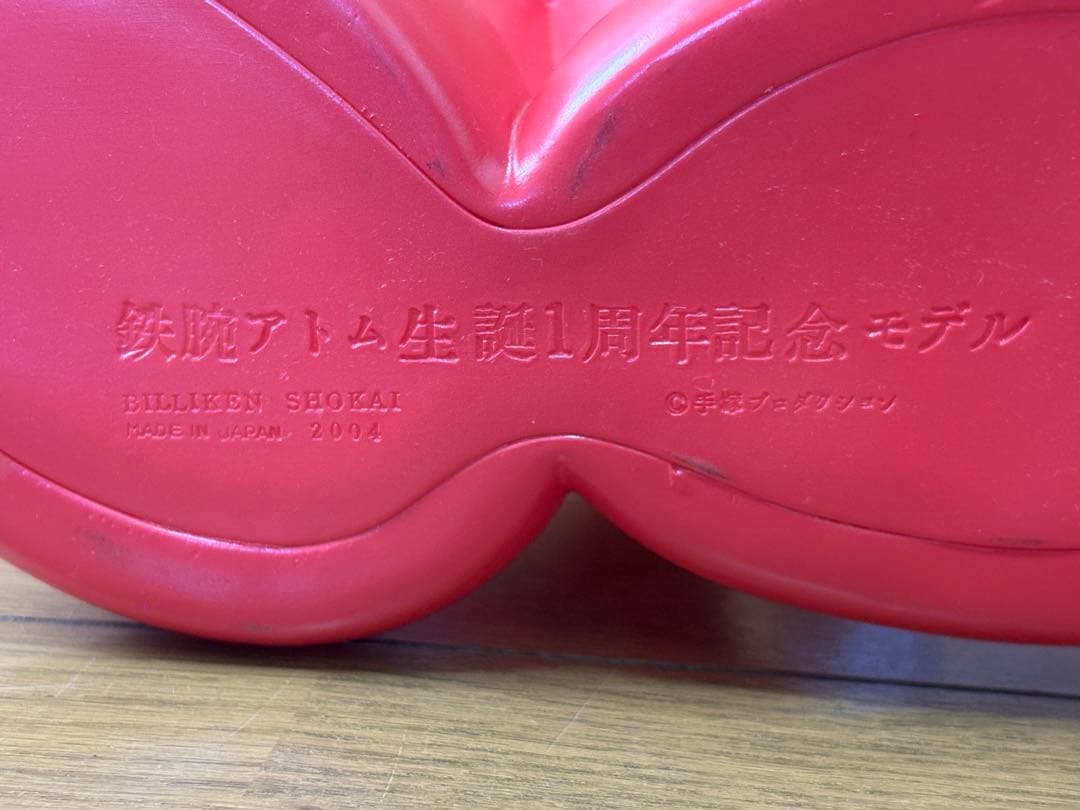 鉄腕アトム生誕1周年記念モデル
BILLIKEN SHOKAI
MADE IN JAPAN 2004
©手塚プロダクション